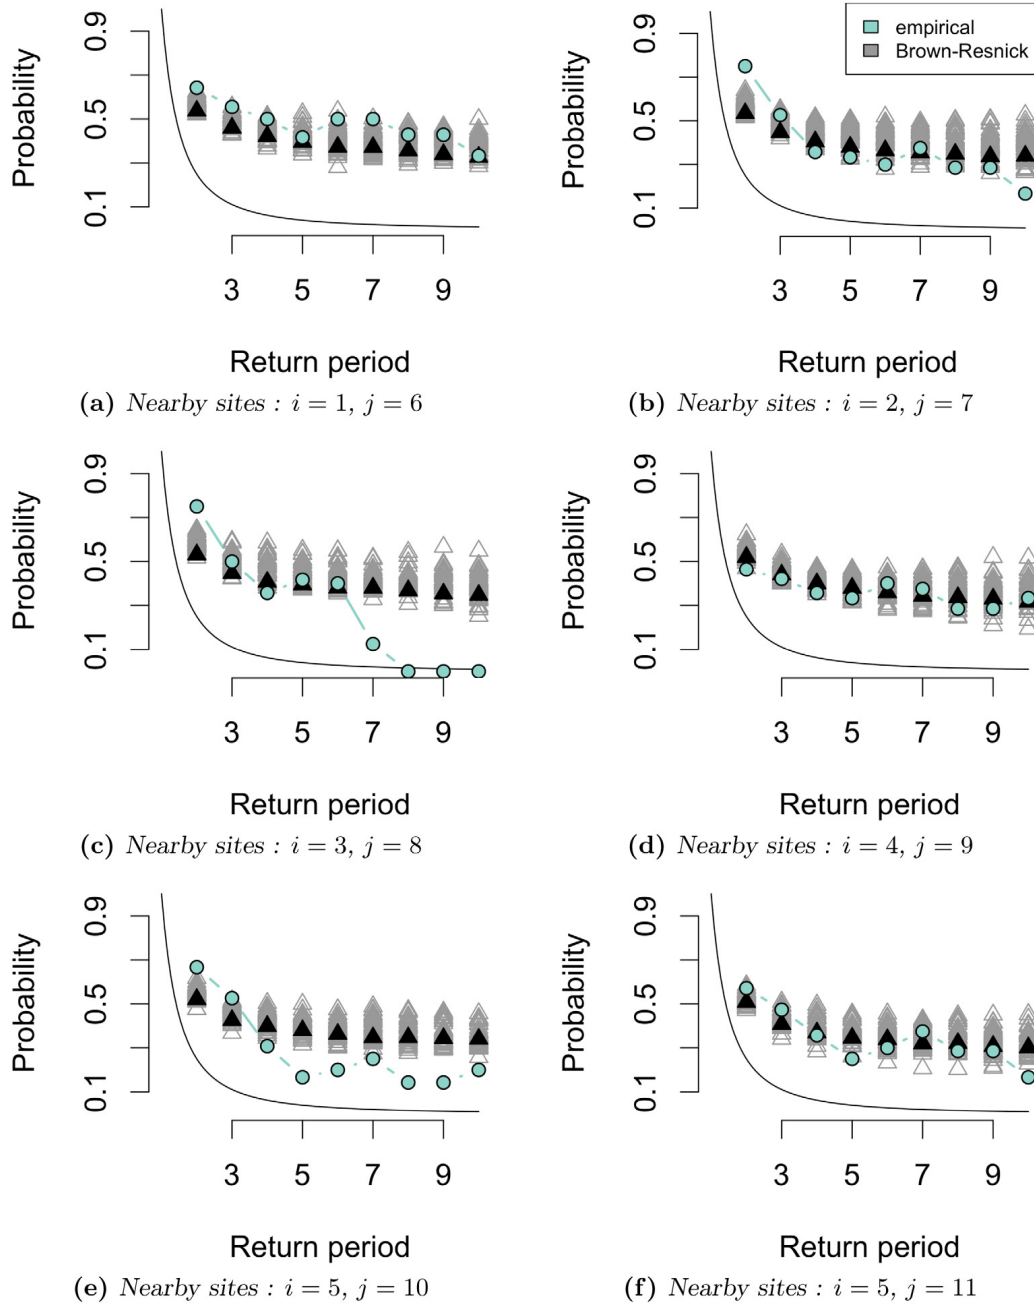 empirical
Brown-Resnick
Probability
0.9
0.5
0.1
3 5 7 9
Return period
(a) Nearby sites : i = 1, j = 6
Probability
0.9
0.5
0.1
3 5 7 9
Return period
(b) Nearby sites : i = 2, j = 7
Probability
0.9
0.5
0.1
3 5 7 9
Return period
(c) Nearby sites : i = 3, j = 8
Probability
0.9
0.5
0.1
3 5 7 9
Return period
(d) Nearby sites : i = 4, j = 9
Probability
0.9
0.5
0.1
3 5 7 9
Return period
(e) Nearby sites : i = 5, j = 10
Probability
0.9
0.5
0.1
3 5 7 9
Return period
(f) Nearby sites : i = 5, j = 11